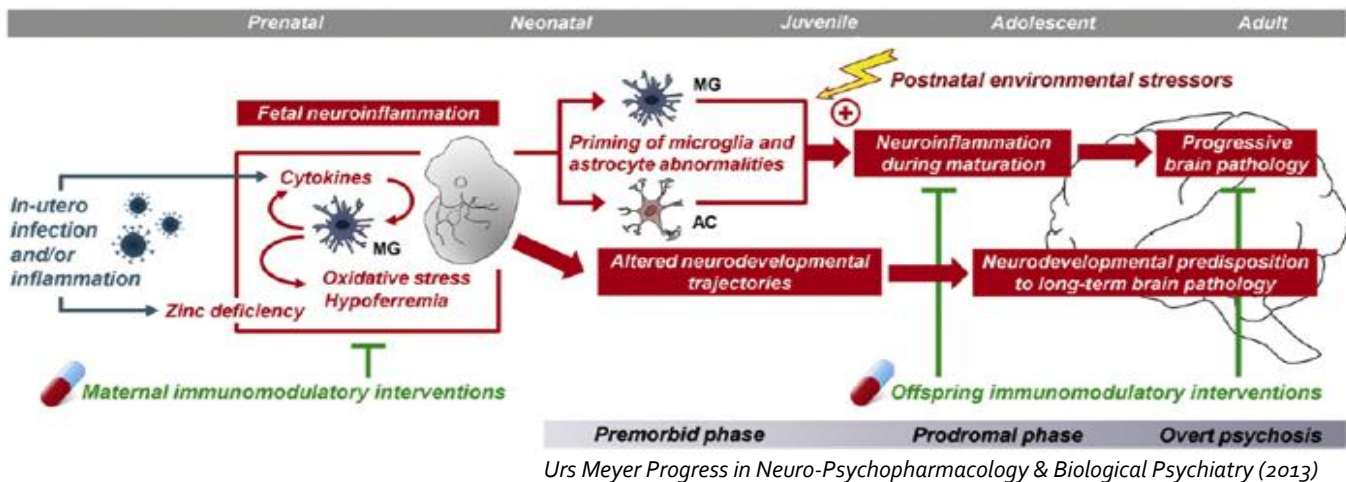 Prenatal Neonatal Juvenile Adolescent Adult
Postnatal environmental stressors
MG
Fetal neuroinflammation
+
Priming of microglia and
astrocyte abnormalities
Neuroinflammation
during maturation
Progressive
brain pathology
Cytokines
In-utero
infection
and/or
inflammation
MG
AC
Oxidative stress
Hypoferremia
Zinc deficiency
Altered neurodevelopmental
trajectories
Neurodevelopmental predisposition
to long-term brain pathology
Maternal immunomodulatory interventions
Offspring immunomodulatory interventions
Premorbid phase Prodromal phase Overt psychosis
Urs Meyer Progress in Neuro-Psychopharmacology & Biological Psychiatry (2013)